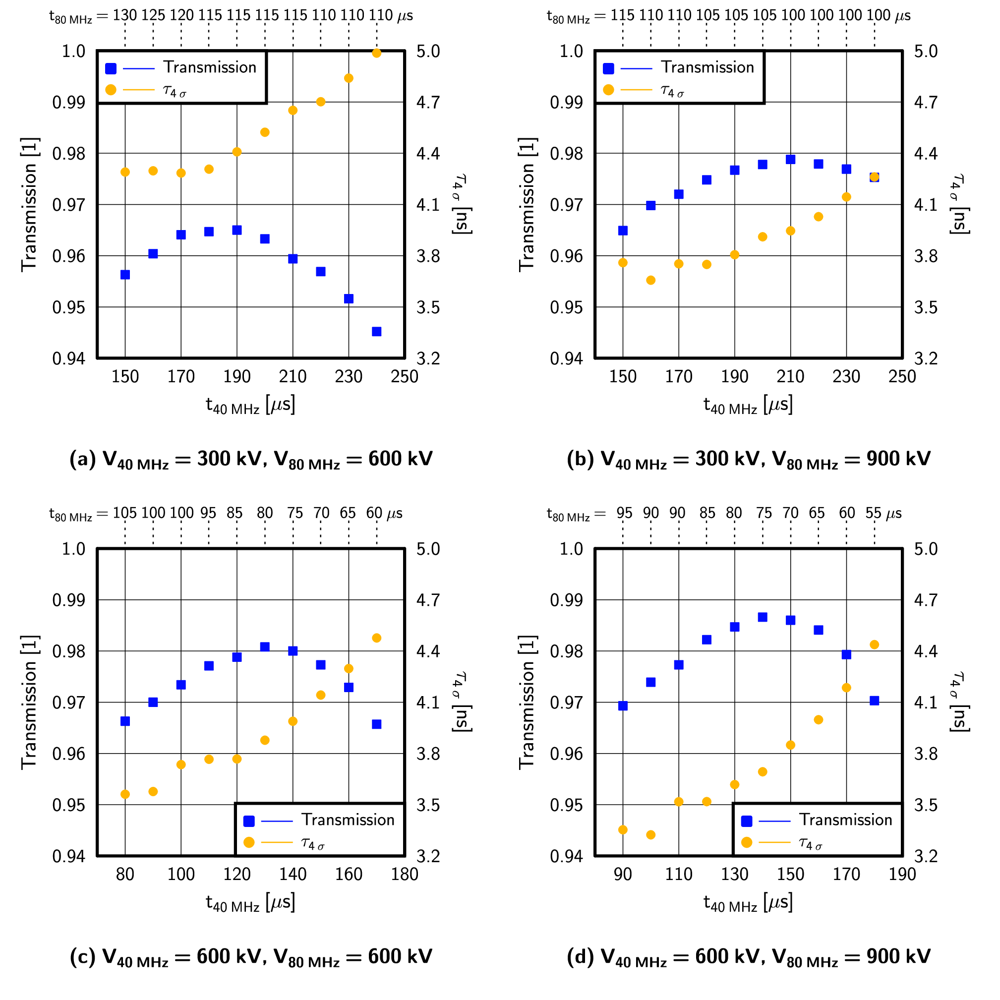 t80 MHz = 130 125 120 115 115 115 115 110 110 110 μs
1.0
0.99
0.98
0.97
0.96
0.95
0.94
Transmission [1]
Transmission
τ4 σ
5.0
4.7
4.4
4.1
3.8
3.5
3.2
τ4 σ [ns]
150 170 190 210 230 250
t40 MHz [μs]
(a) V40 MHz = 300 kV, V80 MHz = 600 kV
t80 MHz = 115 110 110 105 105 105 100 100 100 100 μs
1.0
0.99
0.98
0.97
0.96
0.95
0.94
Transmission [1]
Transmission
τ4 σ
5.0
4.7
4.4
4.1
3.8
3.5
3.2
τ4 σ [ns]
150 170 190 210 230 250
t40 MHz [μs]
(b) V40 MHz = 300 kV, V80 MHz = 900 kV
t80 MHz = 105 100 100 95 85 80 75 70 65 60 μs
1.0
0.99
0.98
0.97
0.96
0.95
0.94
Transmission [1]
Transmission
τ4 σ
5.0
4.7
4.4
4.1
3.8
3.5
3.2
τ4 σ [ns]
80 100 120 140 160 180
t40 MHz [μs]
(c) V40 MHz = 600 kV, V80 MHz = 600 kV
t80 MHz = 95 90 90 85 80 75 70 65 60 55 μs
1.0
0.99
0.98
0.97
0.96
0.95
0.94
Transmission [1]
Transmission
τ4 σ
5.0
4.7
4.4
4.1
3.8
3.5
3.2
τ4 σ [ns]
90 110 130 150 170 190
t40 MHz [μs]
(d) V40 MHz = 600 kV, V80 MHz = 900 kV